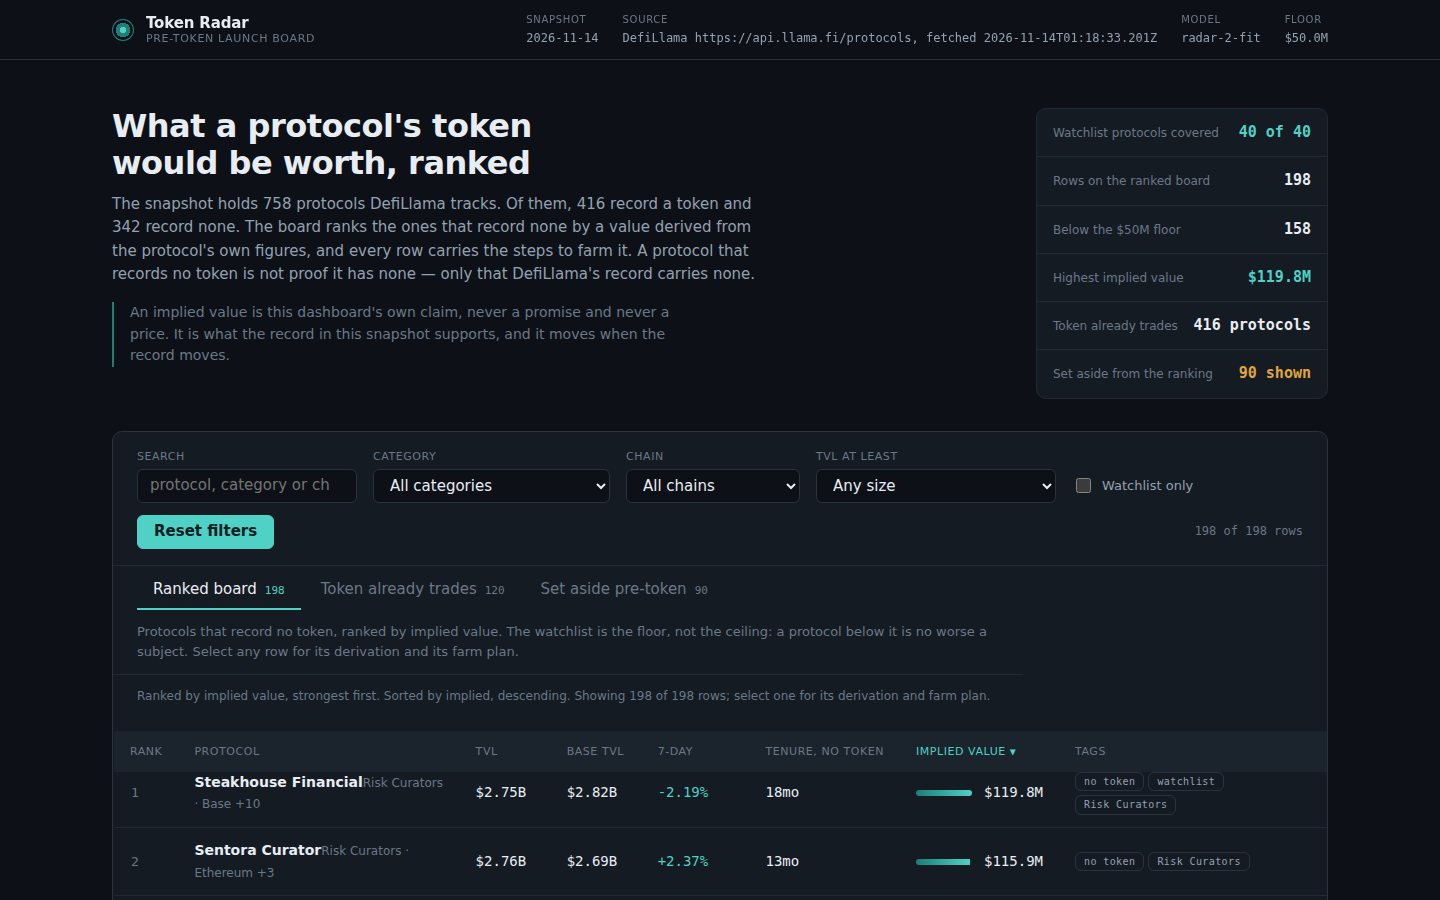 Token Radar
PRE-TOKEN LAUNCH BOARD
SNAPSHOT
2026-11-14
SOURCE
DefiLlama https://api.llama.fi/protocols, fetched 2026-11-14T01:18:33.201Z
MODEL
radar-2-fit
FLOOR
$50.0M
What a protocol's token
would be worth, ranked
The snapshot holds 758 protocols DefiLlama tracks. Of them, 416 record a token and
342 record none. The board ranks the ones that record none by a value derived from
the protocol's own figures, and every row carries the steps to farm it. A protocol that
records no token is not proof it has none — only that DefiLlama's record carries none.
An implied value is this dashboard's own claim, never a promise and never a
price. It is what the record in this snapshot supports, and it moves when the
record moves.
Watchlist protocols covered 40 of 40
Rows on the ranked board 198
Below the $50M floor 158
Highest implied value $119.8M
Token already trades 416 protocols
Set aside from the ranking 90 shown
SEARCH
protocol, category or ch
CATEGORY
All categories
CHAIN
All chains
TVL AT LEAST
Any size
Watchlist only
Reset filters
198 of 198 rows
Ranked board 198
Token already trades 120
Set aside pre-token 90
Protocols that record no token, ranked by implied value. The watchlist is the floor, not the ceiling: a protocol below it is no worse a
subject. Select any row for its derivation and its farm plan.
Ranked by implied value, strongest first. Sorted by implied, descending. Showing 198 of 198 rows; select one for its derivation and farm plan.
RANK PROTOCOL TVL BASE TVL 7-DAY TENURE, NO TOKEN IMPLIED VALUE ▾ TAGS
1 Steakhouse Financial Risk Curators
· Base +10
$2.75B $2.82B -2.19% 18mo $119.8M
no token watchlist
Risk Curators
2 Sentora Curator Risk Curators ·
Ethereum +3
$2.76B $2.69B +2.37% 13mo $115.9M
no token Risk Curators